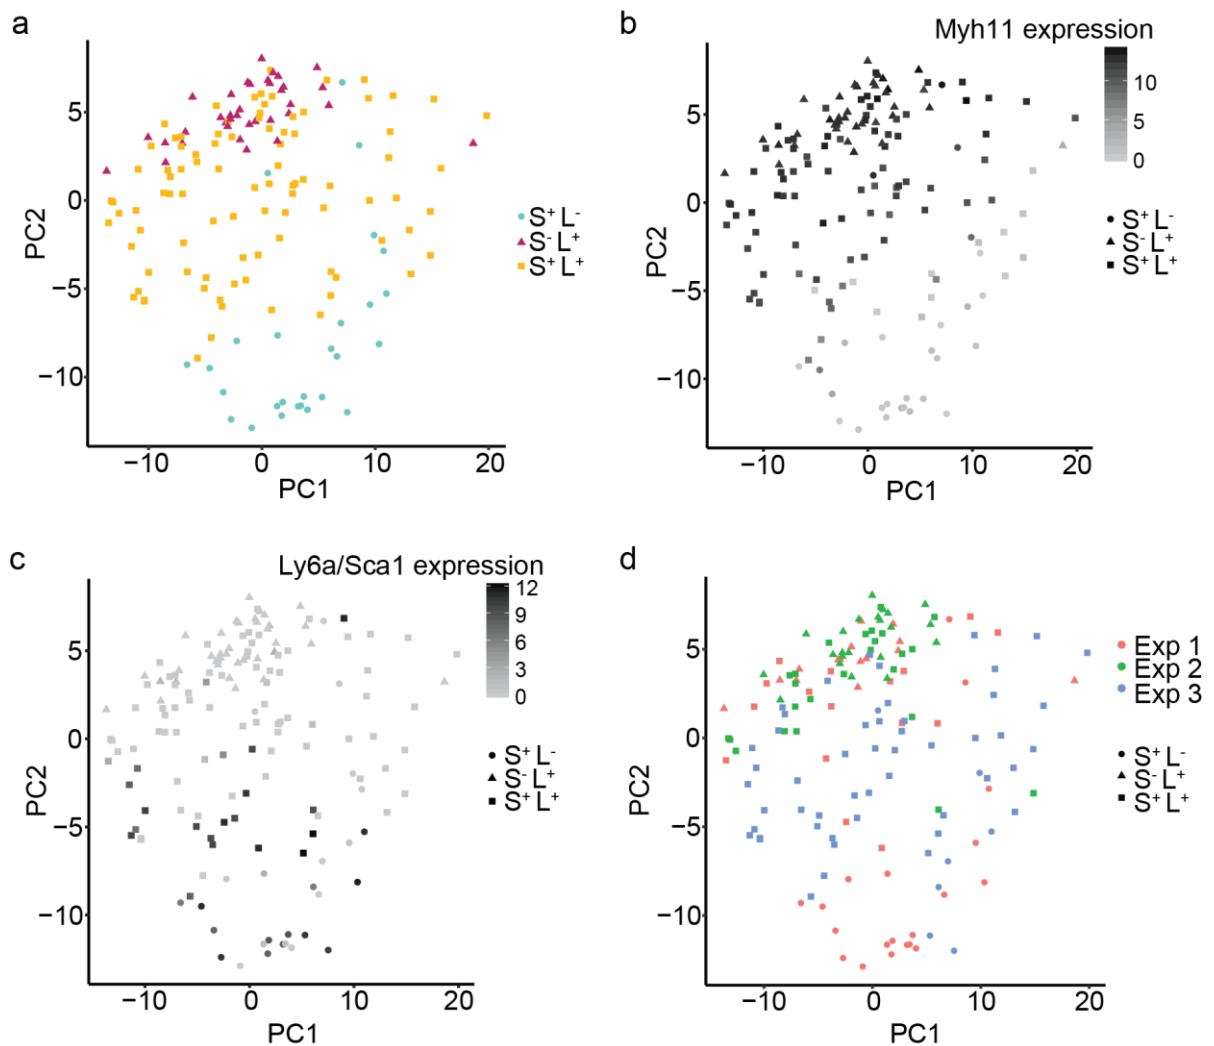 a
PC2
5
0
−5
−10
−10 0 10 20
PC1
S+ L-
S- L+
S+ L+
b
Myh11 expression
10
5
0
PC2
5
0
−5
−10
−10 0 10 20
PC1
S+ L-
S- L+
S+ L+
c
Ly6a/Sca1 expression
12
9
6
3
0
PC2
5
0
−5
−10
−10 0 10 20
PC1
S+ L-
S- L+
S+ L+
d
PC2
5
0
−5
−10
−10 0 10 20
PC1
Exp 1
Exp 2
Exp 3
S+ L-
S- L+
S+ L+